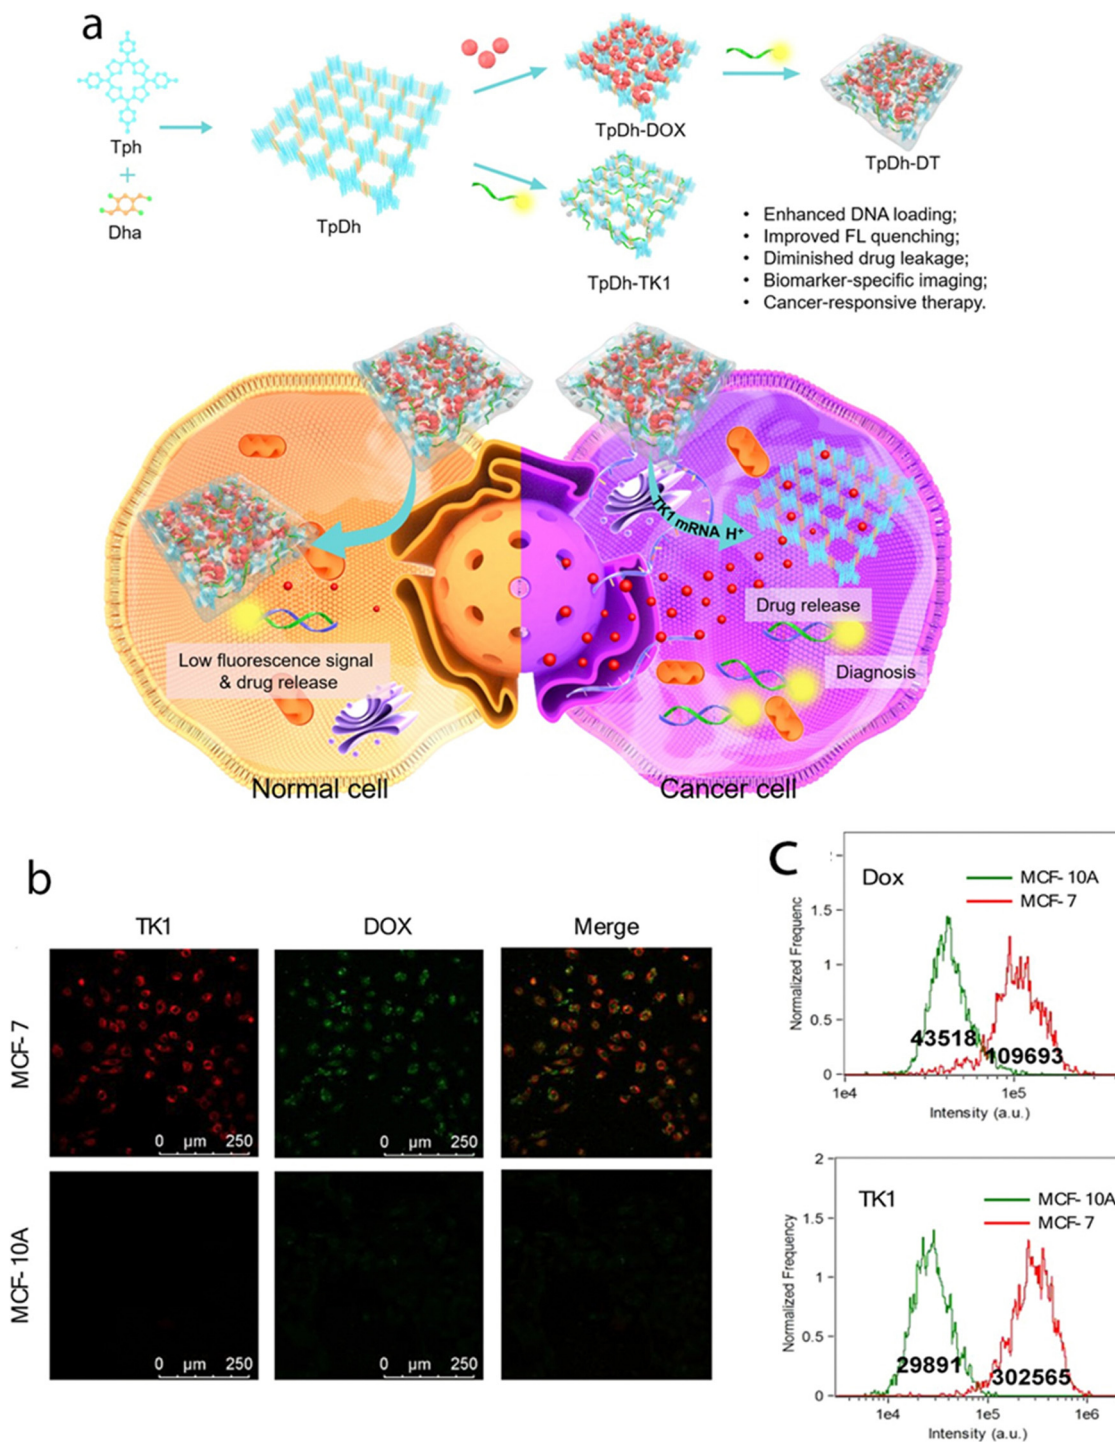 a
Tph
+
Dha
TpDh
TpDh-DOX
TpDh-TK1
TpDh-DT
• Enhanced DNA loading;
• Improved FL quenching;
• Diminished drug leakage;
• Biomarker-specific imaging;
• Cancer-responsive therapy.
TK1 mRNA H⁺
Drug release
Diagnosis
Low fluorescence signal
& drug release
Normal cell
Cancer cell
b
TK1
DOX
Merge
MCF-7
0 μm 250
0 μm 250
0 μm 250
MCF-10A
0 μm 250
0 μm 250
0 μm 250
c
Dox
MCF-10A
MCF-7
Normalized Frequenc
1.5
1
0.5
0
43518
109693
1e4
1e5
Intensity (a.u.)
TK1
MCF-10A
MCF-7
Normalized Frequency
2
1.5
1
0.5
0
29891
302565
1e4
1e5
1e6
Intensity (a.u.)